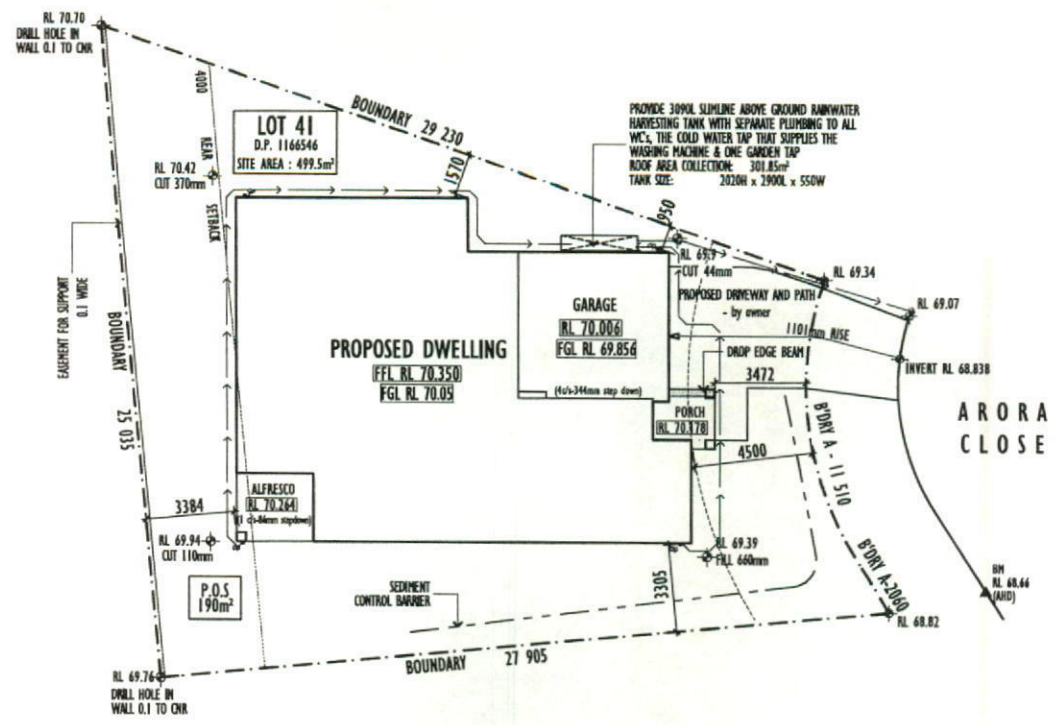 RL 70.70
DRILL HOLE IN
WALL 0.1 TO CNR
4000
REAR
SETBACK
LOT 41
D.P. 1166546
SITE AREA : 499.5m²
BOUNDARY 29 230
1570
PROVIDE 3090L SLIMLINE ABOVE GROUND RAINWATER
HARVESTING TANK WITH SEPARATE PLUMBING TO ALL
WC's, THE COLD WATER TAP THAT SUPPLIES THE
WASHING MACHINE & ONE GARDEN TAP
ROOF AREA COLLECTION: 301.85m²
TANK SIZE: 2020H x 2900L x 550W
RL 70.42
CUT 370mm
950
RL 69.9
CUT 44mm
RL 69.34
RL 69.07
EASEMENT FOR SUPPORT
0.1 WIDE
BOUNDARY
25 035
PROPOSED DWELLING
FFL RL 70.350
FGL RL 70.05
GARAGE
RL 70.006
FGL RL 69.856
(4c/s-344mm step down)
PROPOSED DRIVEWAY AND PATH
- by owner
1101mm RISE
DROP EDGE BEAM
INVERT RL 68.838
3472
PORCH
RL 70.178
ARORA
CLOSE
4500
B'DRY A - 11 510
ALFRESCO
RL 70.264
(1 c/s-86mm stepdown)
3384
RL 69.94
CUT 110mm
P.O.S
190m²
RL 69.39
FILL 660mm
3305
SEDIMENT
CONTROL BARRIER
B'DRY A-2060
BM
RL 68.66
(AHD)
RL 68.82
BOUNDARY 27 905
RL 69.76
DRILL HOLE IN
WALL 0.1 TO CNR